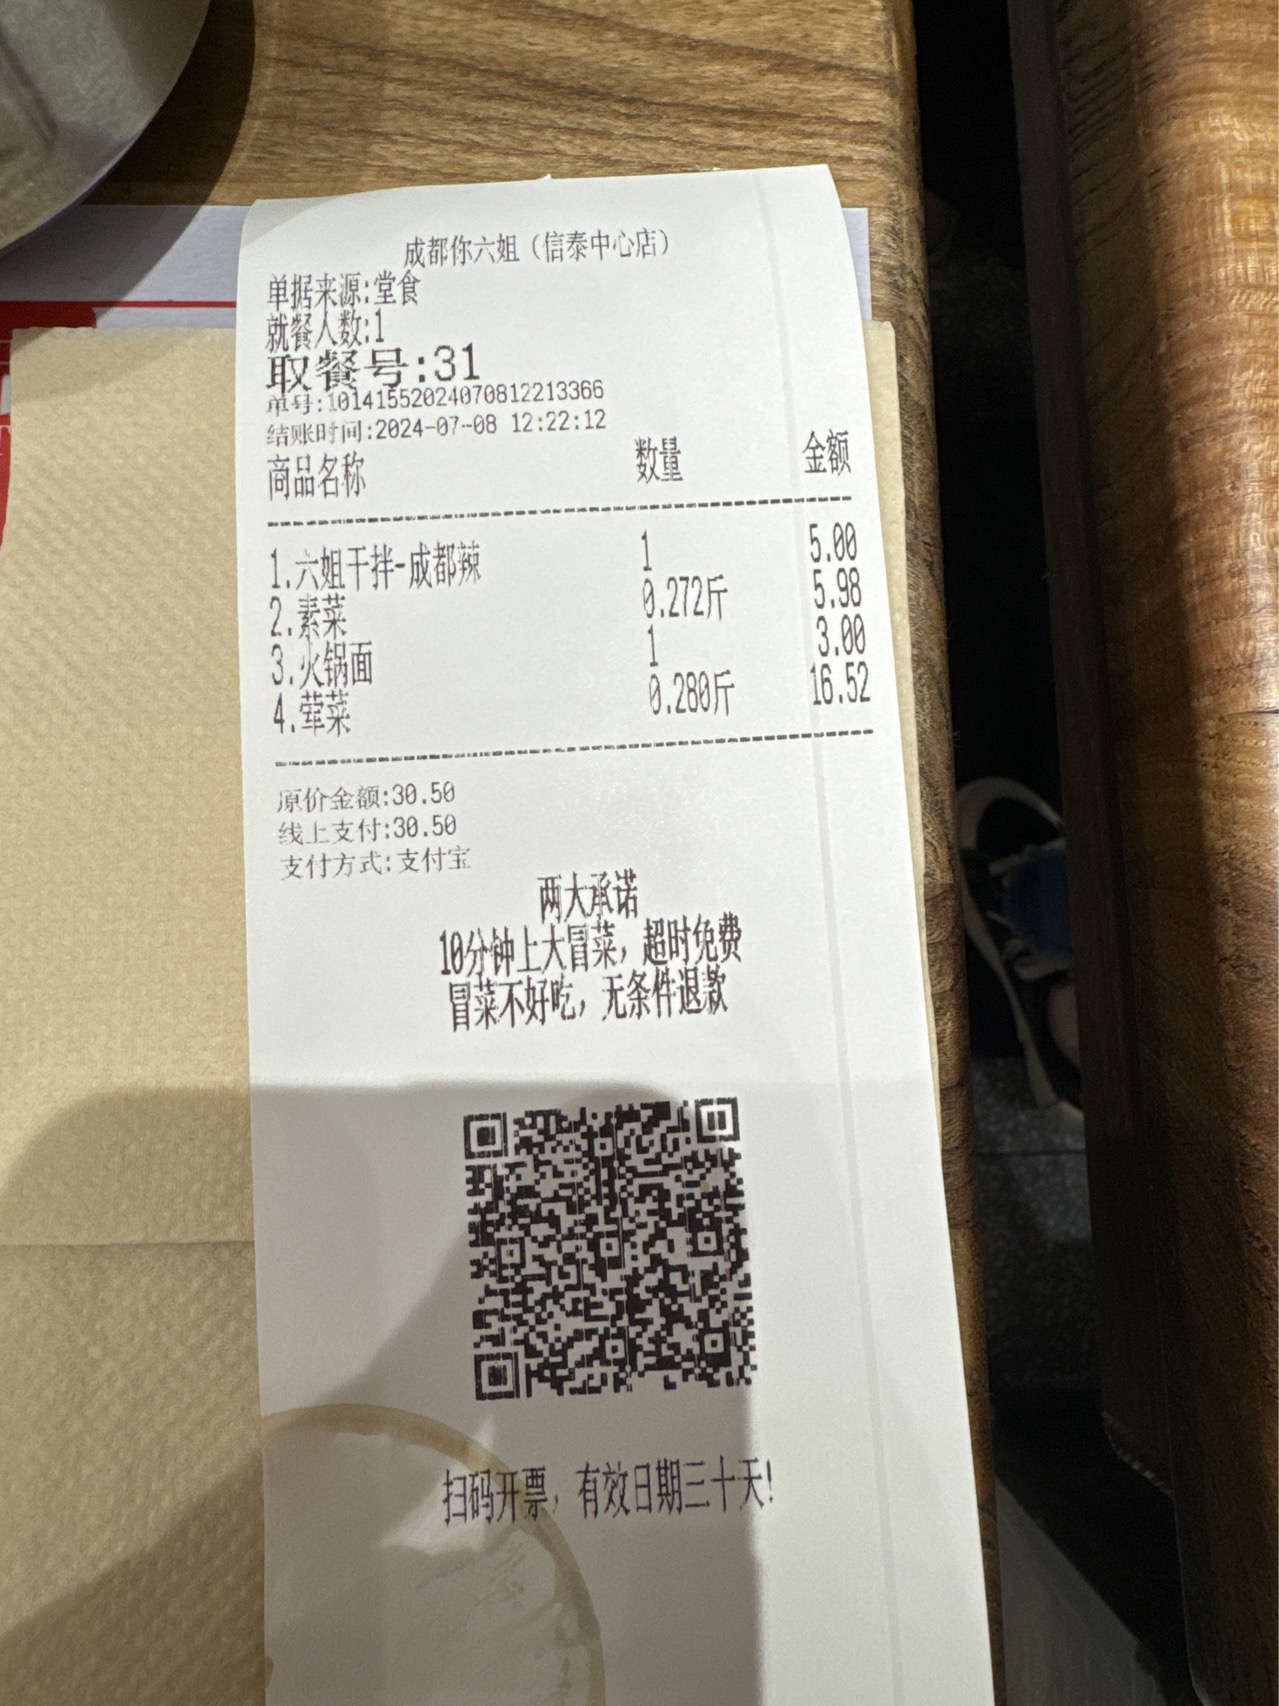 成都你六姐（信泰中心店）
单据来源:堂食
就餐人数:1
取餐号:31
单号:10141552024070812213366
结账时间:2024-07-08 12:22:12
商品名称 数量 金额
1.六姐干拌-成都辣 1 5.00
2.素菜 0.272斤 5.98
3.火锅面 1 3.00
4.荤菜 0.280斤 16.52
原价金额:30.50
线上支付:30.50
支付方式:支付宝
两大承诺
10分钟上大冒菜，超时免费
冒菜不好吃，无条件退款
扫码开票，有效日期三十天!